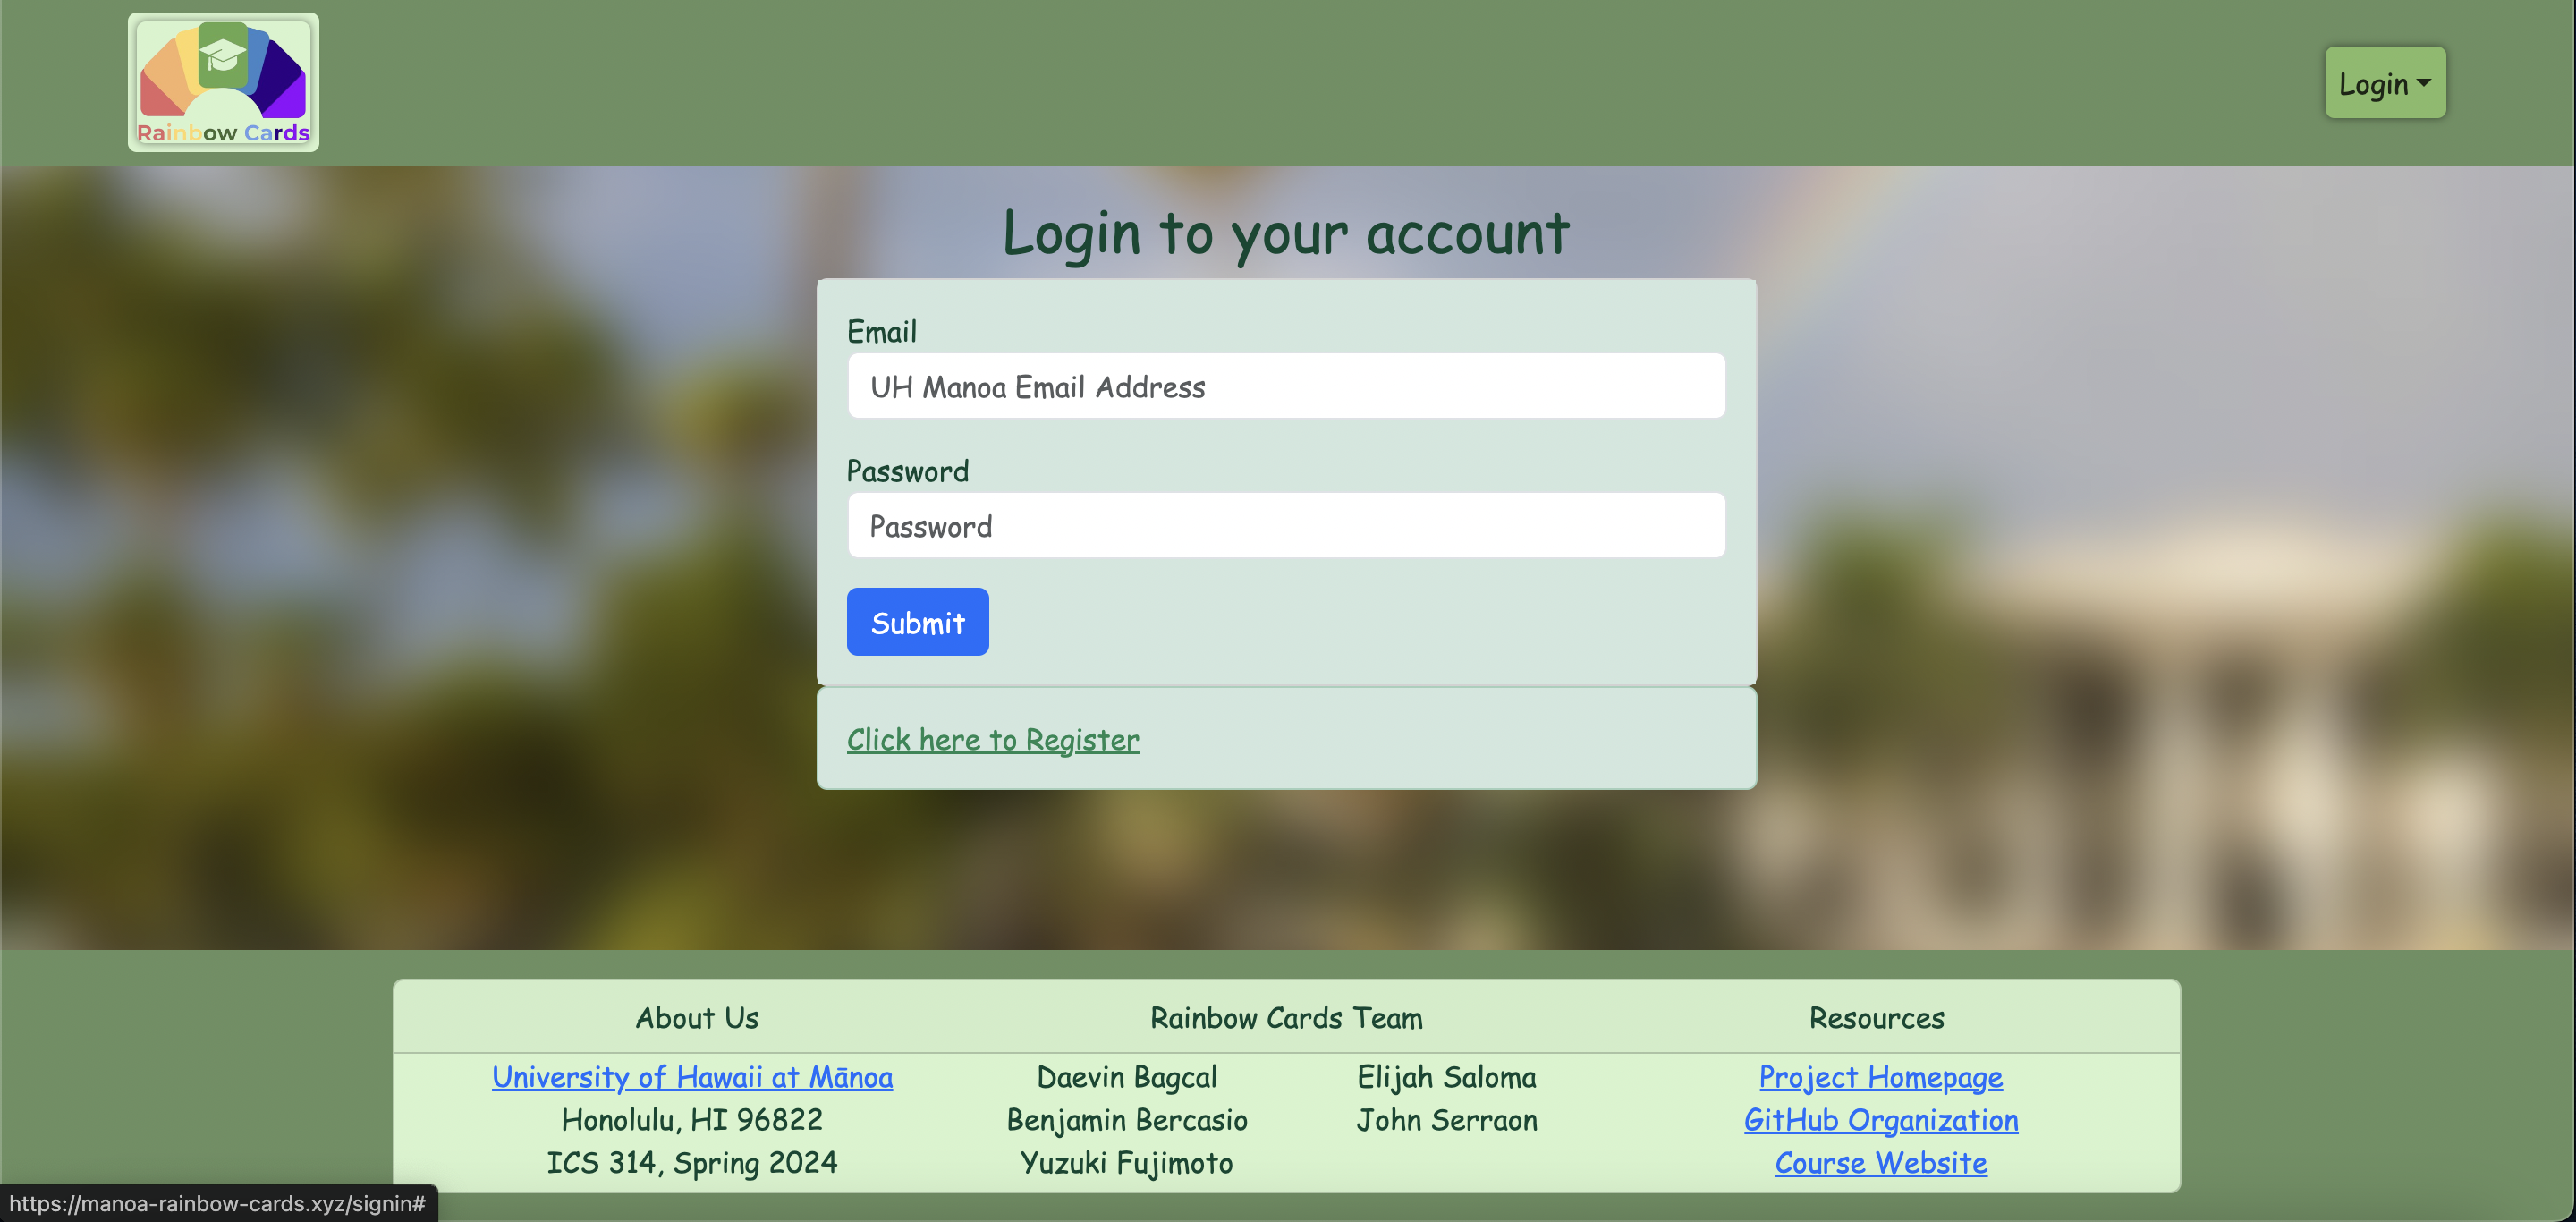 Rainbow Cards
Login
Login to your account
Email
UH Manoa Email Address
Password
Password
Submit
Click here to Register
About Us
Rainbow Cards Team
Resources
University of Hawaii at Mānoa
Daevin Bagcal
Elijah Saloma
Project Homepage
Honolulu, HI 96822
Benjamin Bercasio
John Serraon
GitHub Organization
ICS 314, Spring 2024
Yuzuki Fujimoto
Course Website
https://manoa-rainbow-cards.xyz/signin#